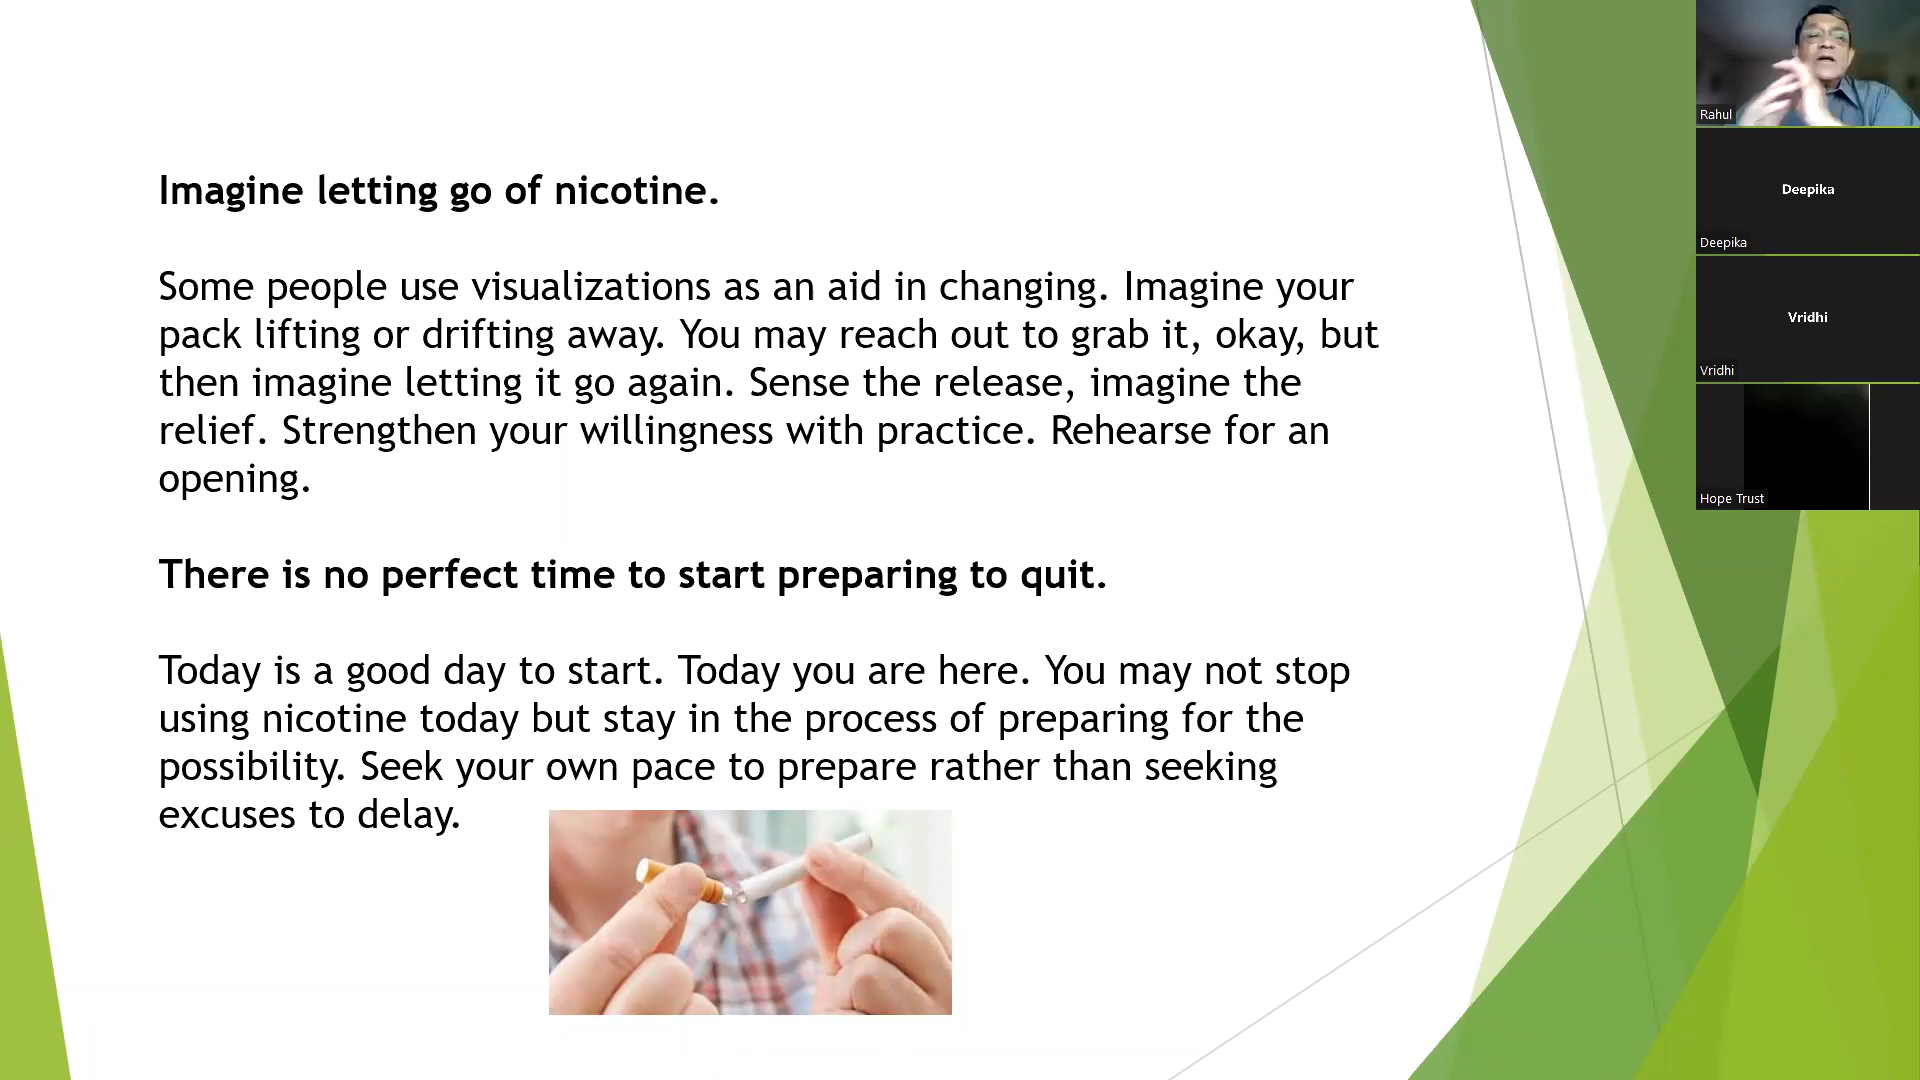 Imagine letting go of nicotine.
Some people use visualizations as an aid in changing. Imagine your
pack lifting or drifting away. You may reach out to grab it, okay, but
then imagine letting it go again. Sense the release, imagine the
relief. Strengthen your willingness with practice. Rehearse for an
opening.
There is no perfect time to start preparing to quit.
Today is a good day to start. Today you are here. You may not stop
using nicotine today but stay in the process of preparing for the
possibility. Seek your own pace to prepare rather than seeking
excuses to delay.
Rahul
Deepika
Deepika
Vridhi
Vridhi
Hope Trust